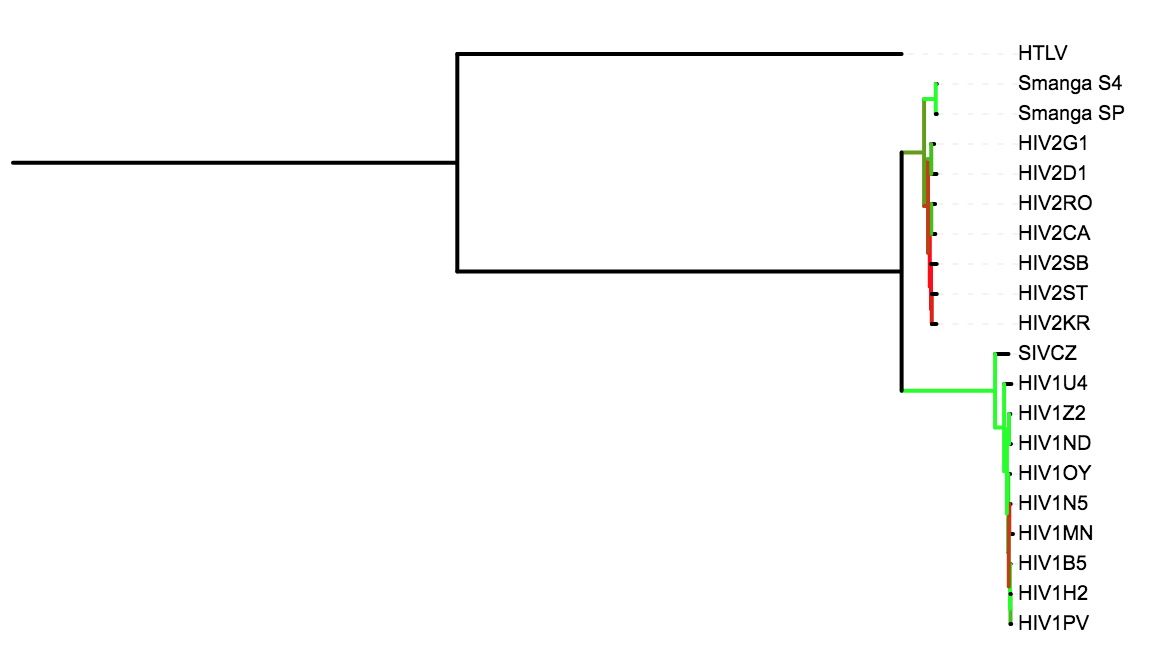 HTLV
Smanga S4
Smanga SP
HIV2G1
HIV2D1
HIV2RO
HIV2CA
HIV2SB
HIV2ST
HIV2KR
SIVCZ
HIV1U4
HIV1Z2
HIV1ND
HIV1OY
HIV1N5
HIV1MN
HIV1B5
HIV1H2
HIV1PV